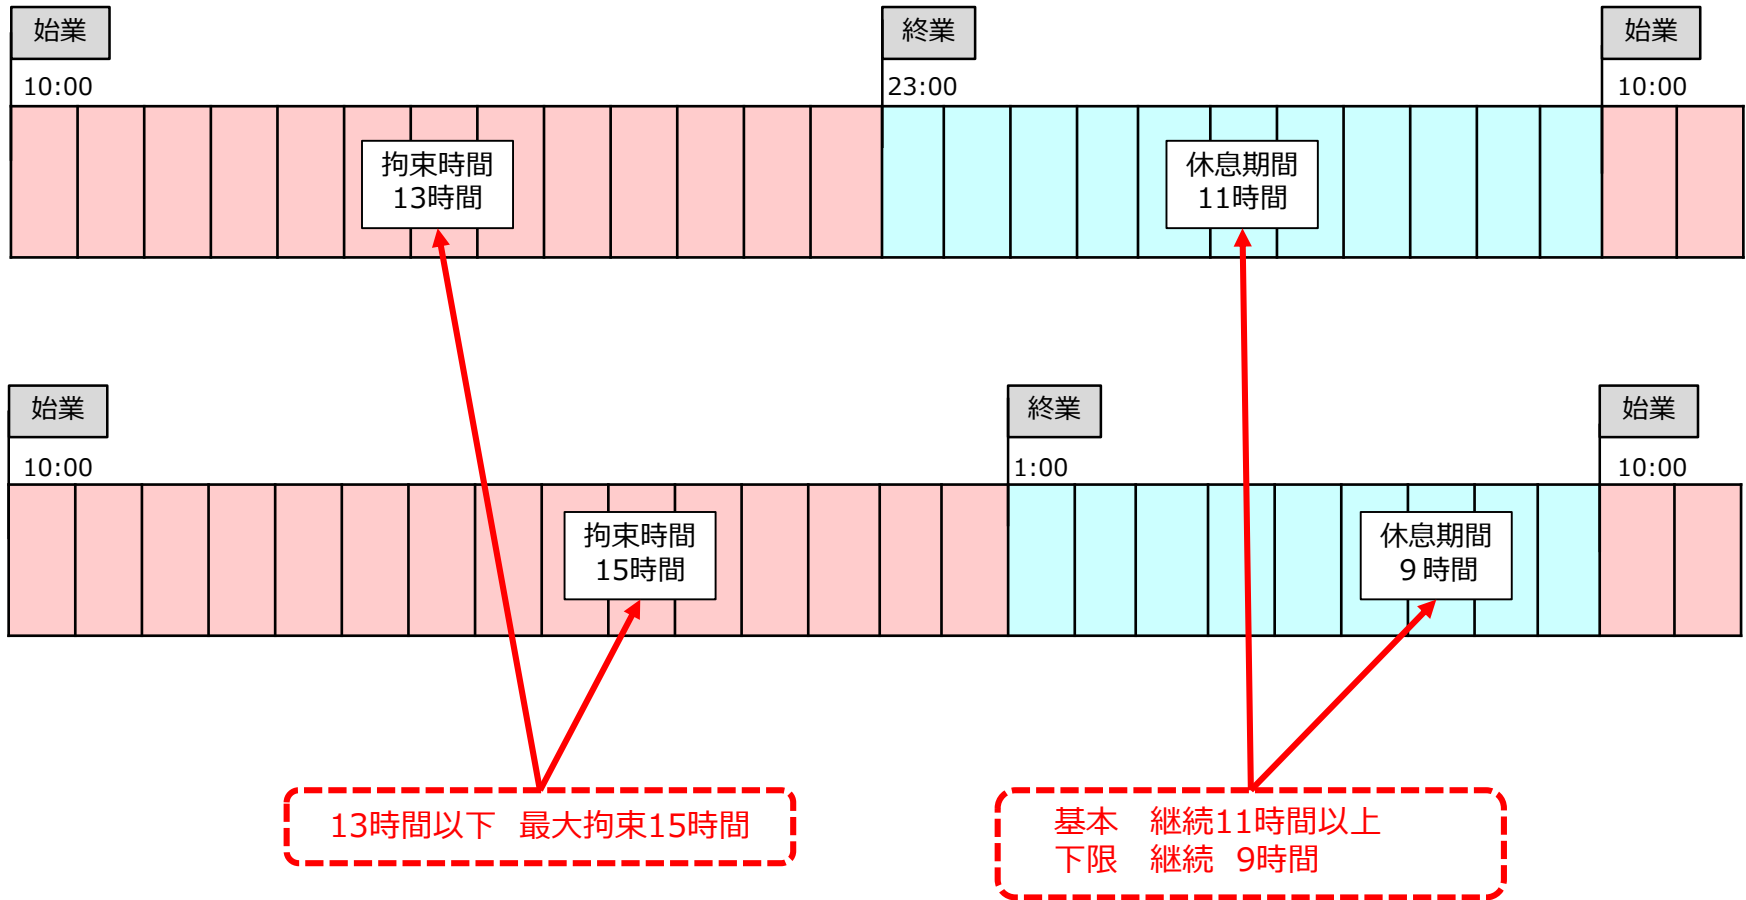 始業
終業
始業
10:00
23:00
10:00
拘束時間
13時間
休息期間
11時間
始業
終業
始業
10:00
1:00
10:00
拘束時間
15時間
休息期間
９時間
13時間以下 最大拘束15時間
基本　継続11時間以上
下限　継続 9時間